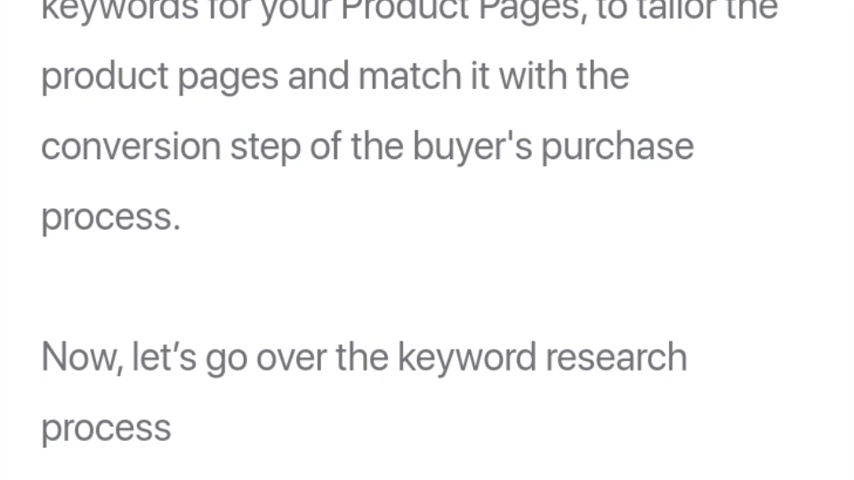 keywords for your Product Pages, to tailor the
product pages and match it with the
conversion step of the buyer's purchase
process.
Now, let’s go over the keyword research
process